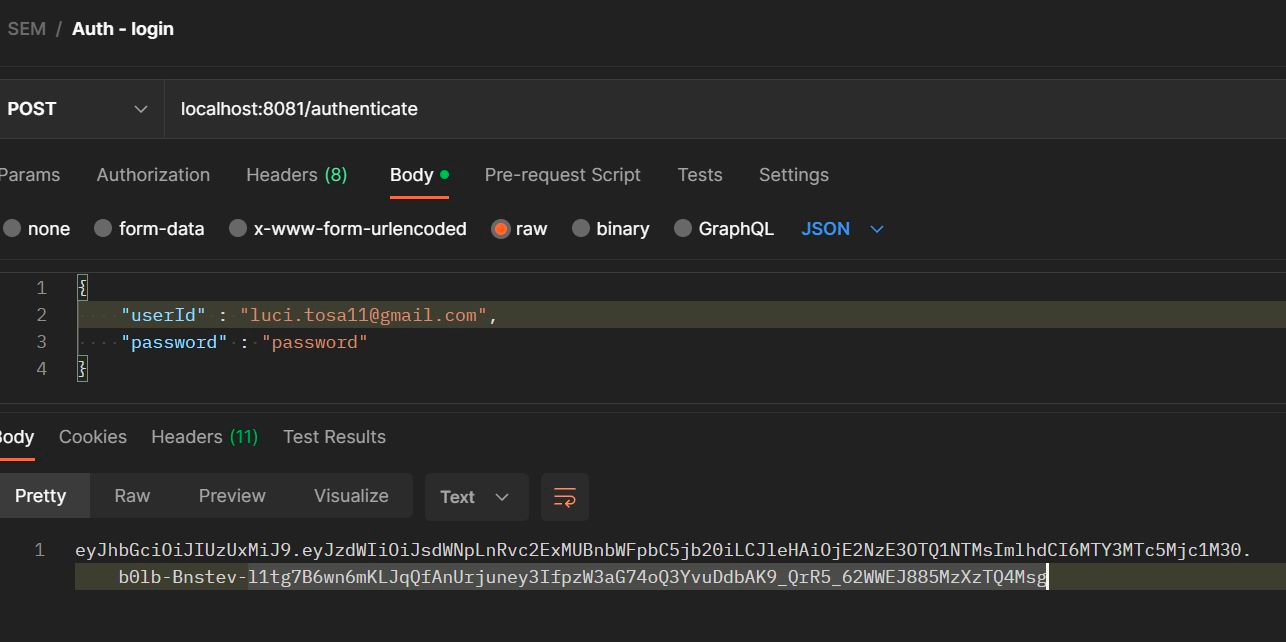 SEM / Auth - login
POST localhost:8081/authenticate
Params Authorization Headers (8) Body Pre-request Script Tests Settings
none form-data x-www-form-urlencoded raw binary GraphQL JSON
1 {
2 "userId" : "luci.tosa11@gmail.com",
3 "password" : "password"
4 }
Body Cookies Headers (11) Test Results
Pretty Raw Preview Visualize Text
1 eyJhbGciOiJIUzUxMiJ9.eyJzdWIiOiJsdWNpLnRvc2ExMUBnbWFpbC5jb20iLCJleHAiOjE2NzE3OTQ1NTMsImlhdCI6MTY3MTc5Mjc1M30.
b0lb-Bnstev-l1tg7B6wn6mKLJqQfAnUrjuney3IfpzW3aG74oQ3YvuDdbAK9_QrR5_62WWEJ885MzXzTQ4Msg